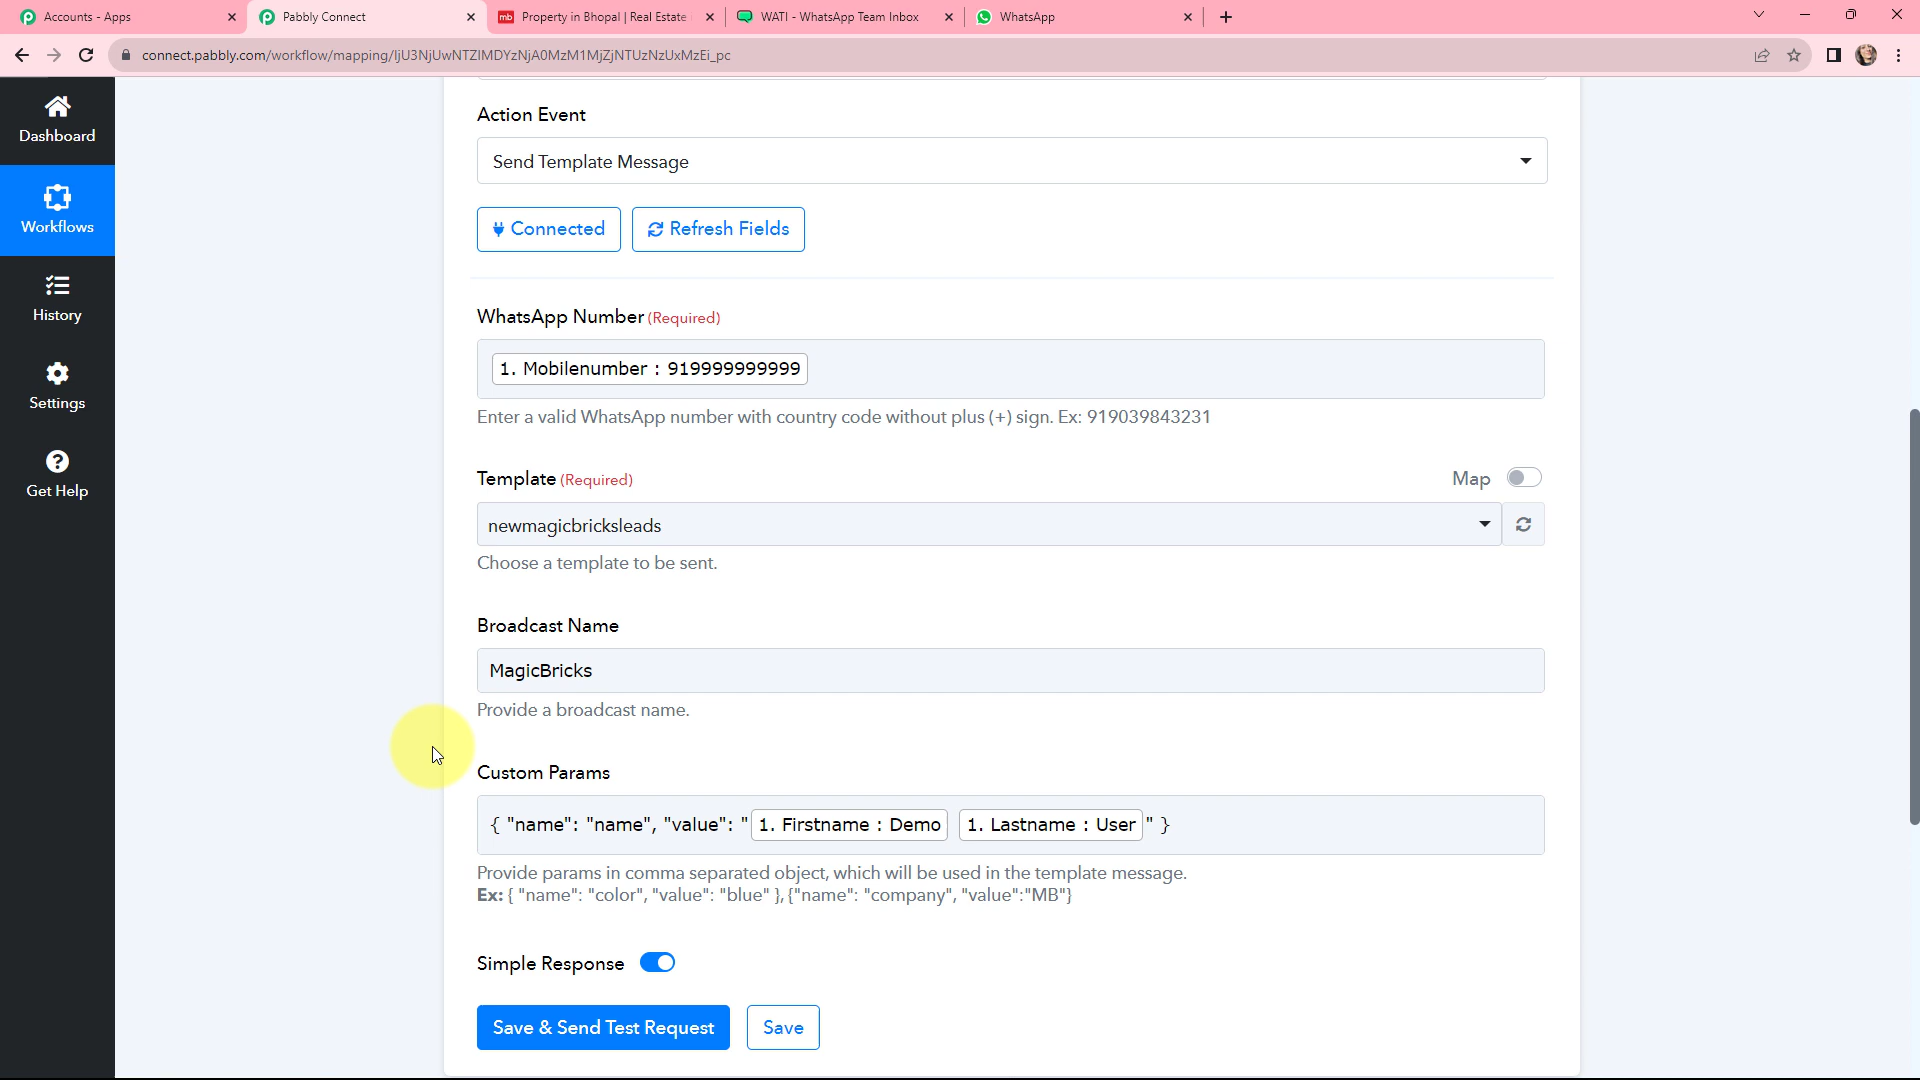 Accounts - Apps
Pabbly Connect
Property in Bhopal | Real Estate
WATI - WhatsApp Team Inbox
WhatsApp
connect.pabbly.com/workflow/mapping/IjU3NjUwNTZlMDYzNjA0MzM1MjZjNTUzNzUxMzEi_pc
Dashboard
Workflows
History
Settings
Get Help
Action Event
Send Template Message
Connected
Refresh Fields
WhatsApp Number (Required)
1. Mobilenumber : 919999999999
Enter a valid WhatsApp number with country code without plus (+) sign. Ex: 919039843231
Template (Required)
Map
newmagicbricksleads
Choose a template to be sent.
Broadcast Name
MagicBricks
Provide a broadcast name.
Custom Params
{ "name": "name", "value": " 1. Firstname : Demo 1. Lastname : User " }
Provide params in comma separated object, which will be used in the template message.
Ex: { "name": "color", "value": "blue" },{"name": "company", "value":"MB"}
Simple Response
Save & Send Test Request
Save